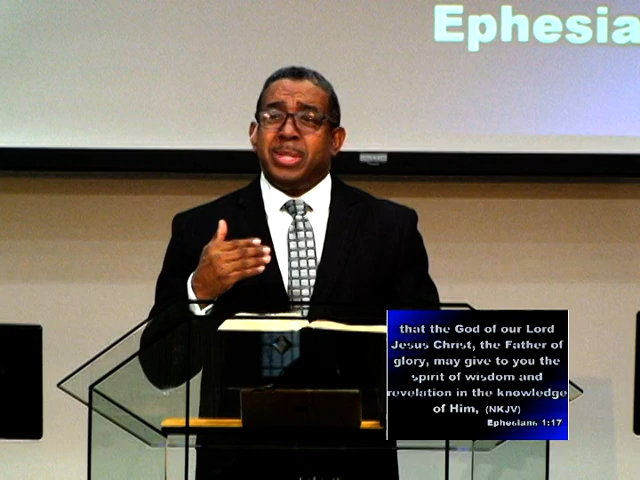 Ephesia
that the God of our Lord
Jesus Christ, the Father of
glory, may give to you the
spirit of wisdom and
revelation in the knowledge
of Him, (NKJV)
Ephesians 1:17